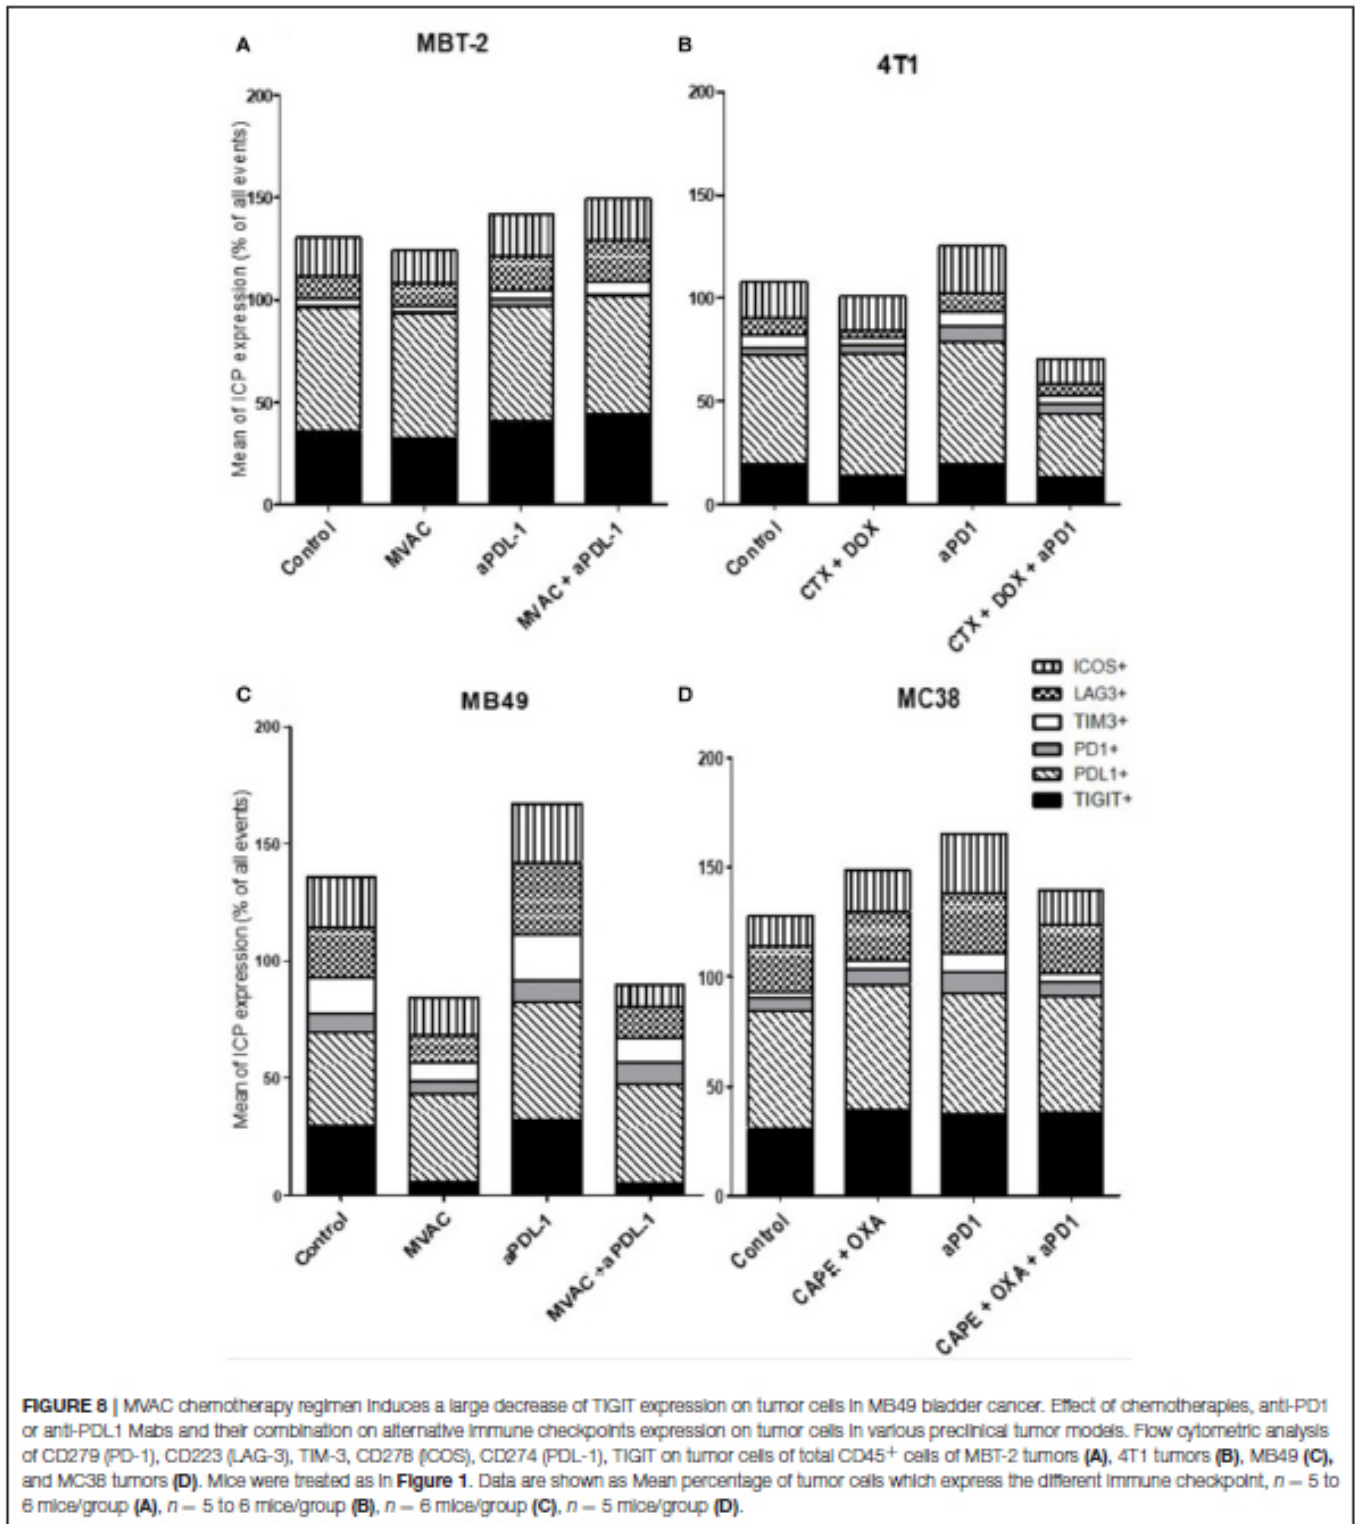 A
MBT-2
Mean of ICP expression (% of all events)
200
150
100
50
0
Control
MVAC
aPDL-1
MVAC + aPDL-1
B
4T1
200
150
100
50
0
Control
CTX + DOX
aPD1
CTX + DOX + aPD1
ICOS+
LAG3+
TIM3+
PD1+
PDL1+
TIGIT+
C
MB49
Mean of ICP expression (% of all events)
200
150
100
50
0
Control
MVAC
aPDL-1
MVAC +aPDL-1
D
MC38
200
150
100
50
0
Control
CAPE + OXA
aPD1
CAPE + OXA + aPD1
FIGURE 8 | MVAC chemotherapy regimen induces a large decrease of TIGIT expression on tumor cells in MB49 bladder cancer. Effect of chemotherapies, anti-PD1
or anti-PDL1 Mabs and their combination on alternative immune checkpoints expression on tumor cells in various preclinical tumor models. Flow cytometric analysis
of CD279 (PD-1), CD223 (LAG-3), TIM-3, CD278 (ICOS), CD274 (PDL-1), TIGIT on tumor cells of total CD45+ cells of MBT-2 tumors (A), 4T1 tumors (B), MB49 (C),
and MC38 tumors (D). Mice were treated as in Figure 1. Data are shown as Mean percentage of tumor cells which express the different immune checkpoint, n = 5 to
6 mice/group (A), n = 5 to 6 mice/group (B), n = 6 mice/group (C), n = 5 mice/group (D).